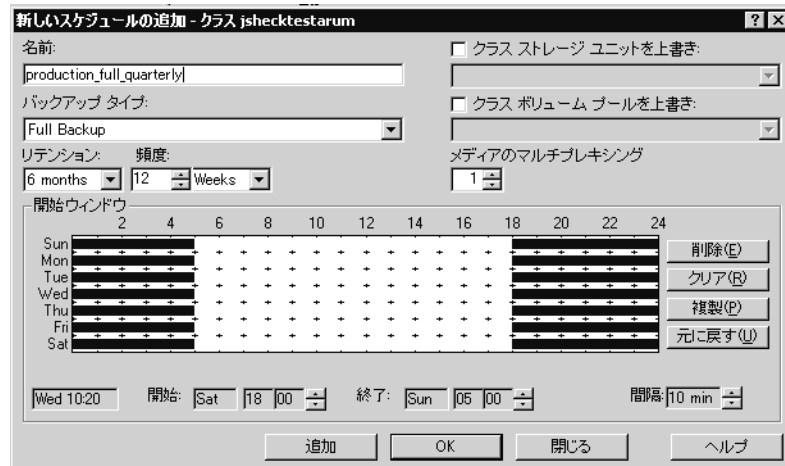 新しいスケジュールの追加 - クラス jshecktestarum
名前:
production_full_quarterly
バックアップ タイプ:
Full Backup
リテンション: 頻度:
6 months 12 Weeks
クラス ストレージ ユニットを上書き:
クラス ボリューム プールを上書き:
メディアのマルチプレキシング
1
開始ウィンドウ
2 4 6 8 10 12 14 16 18 20 22 24
Sun
Mon
Tue
Wed
Thu
Fri
Sat
削除(E)
クリア(R)
複製(P)
元に戻す(U)
Wed 10:20 開始: Sat 18 00 終了: Sun 05 00 間隔: 10 min
追加 OK 閉じる ヘルプ